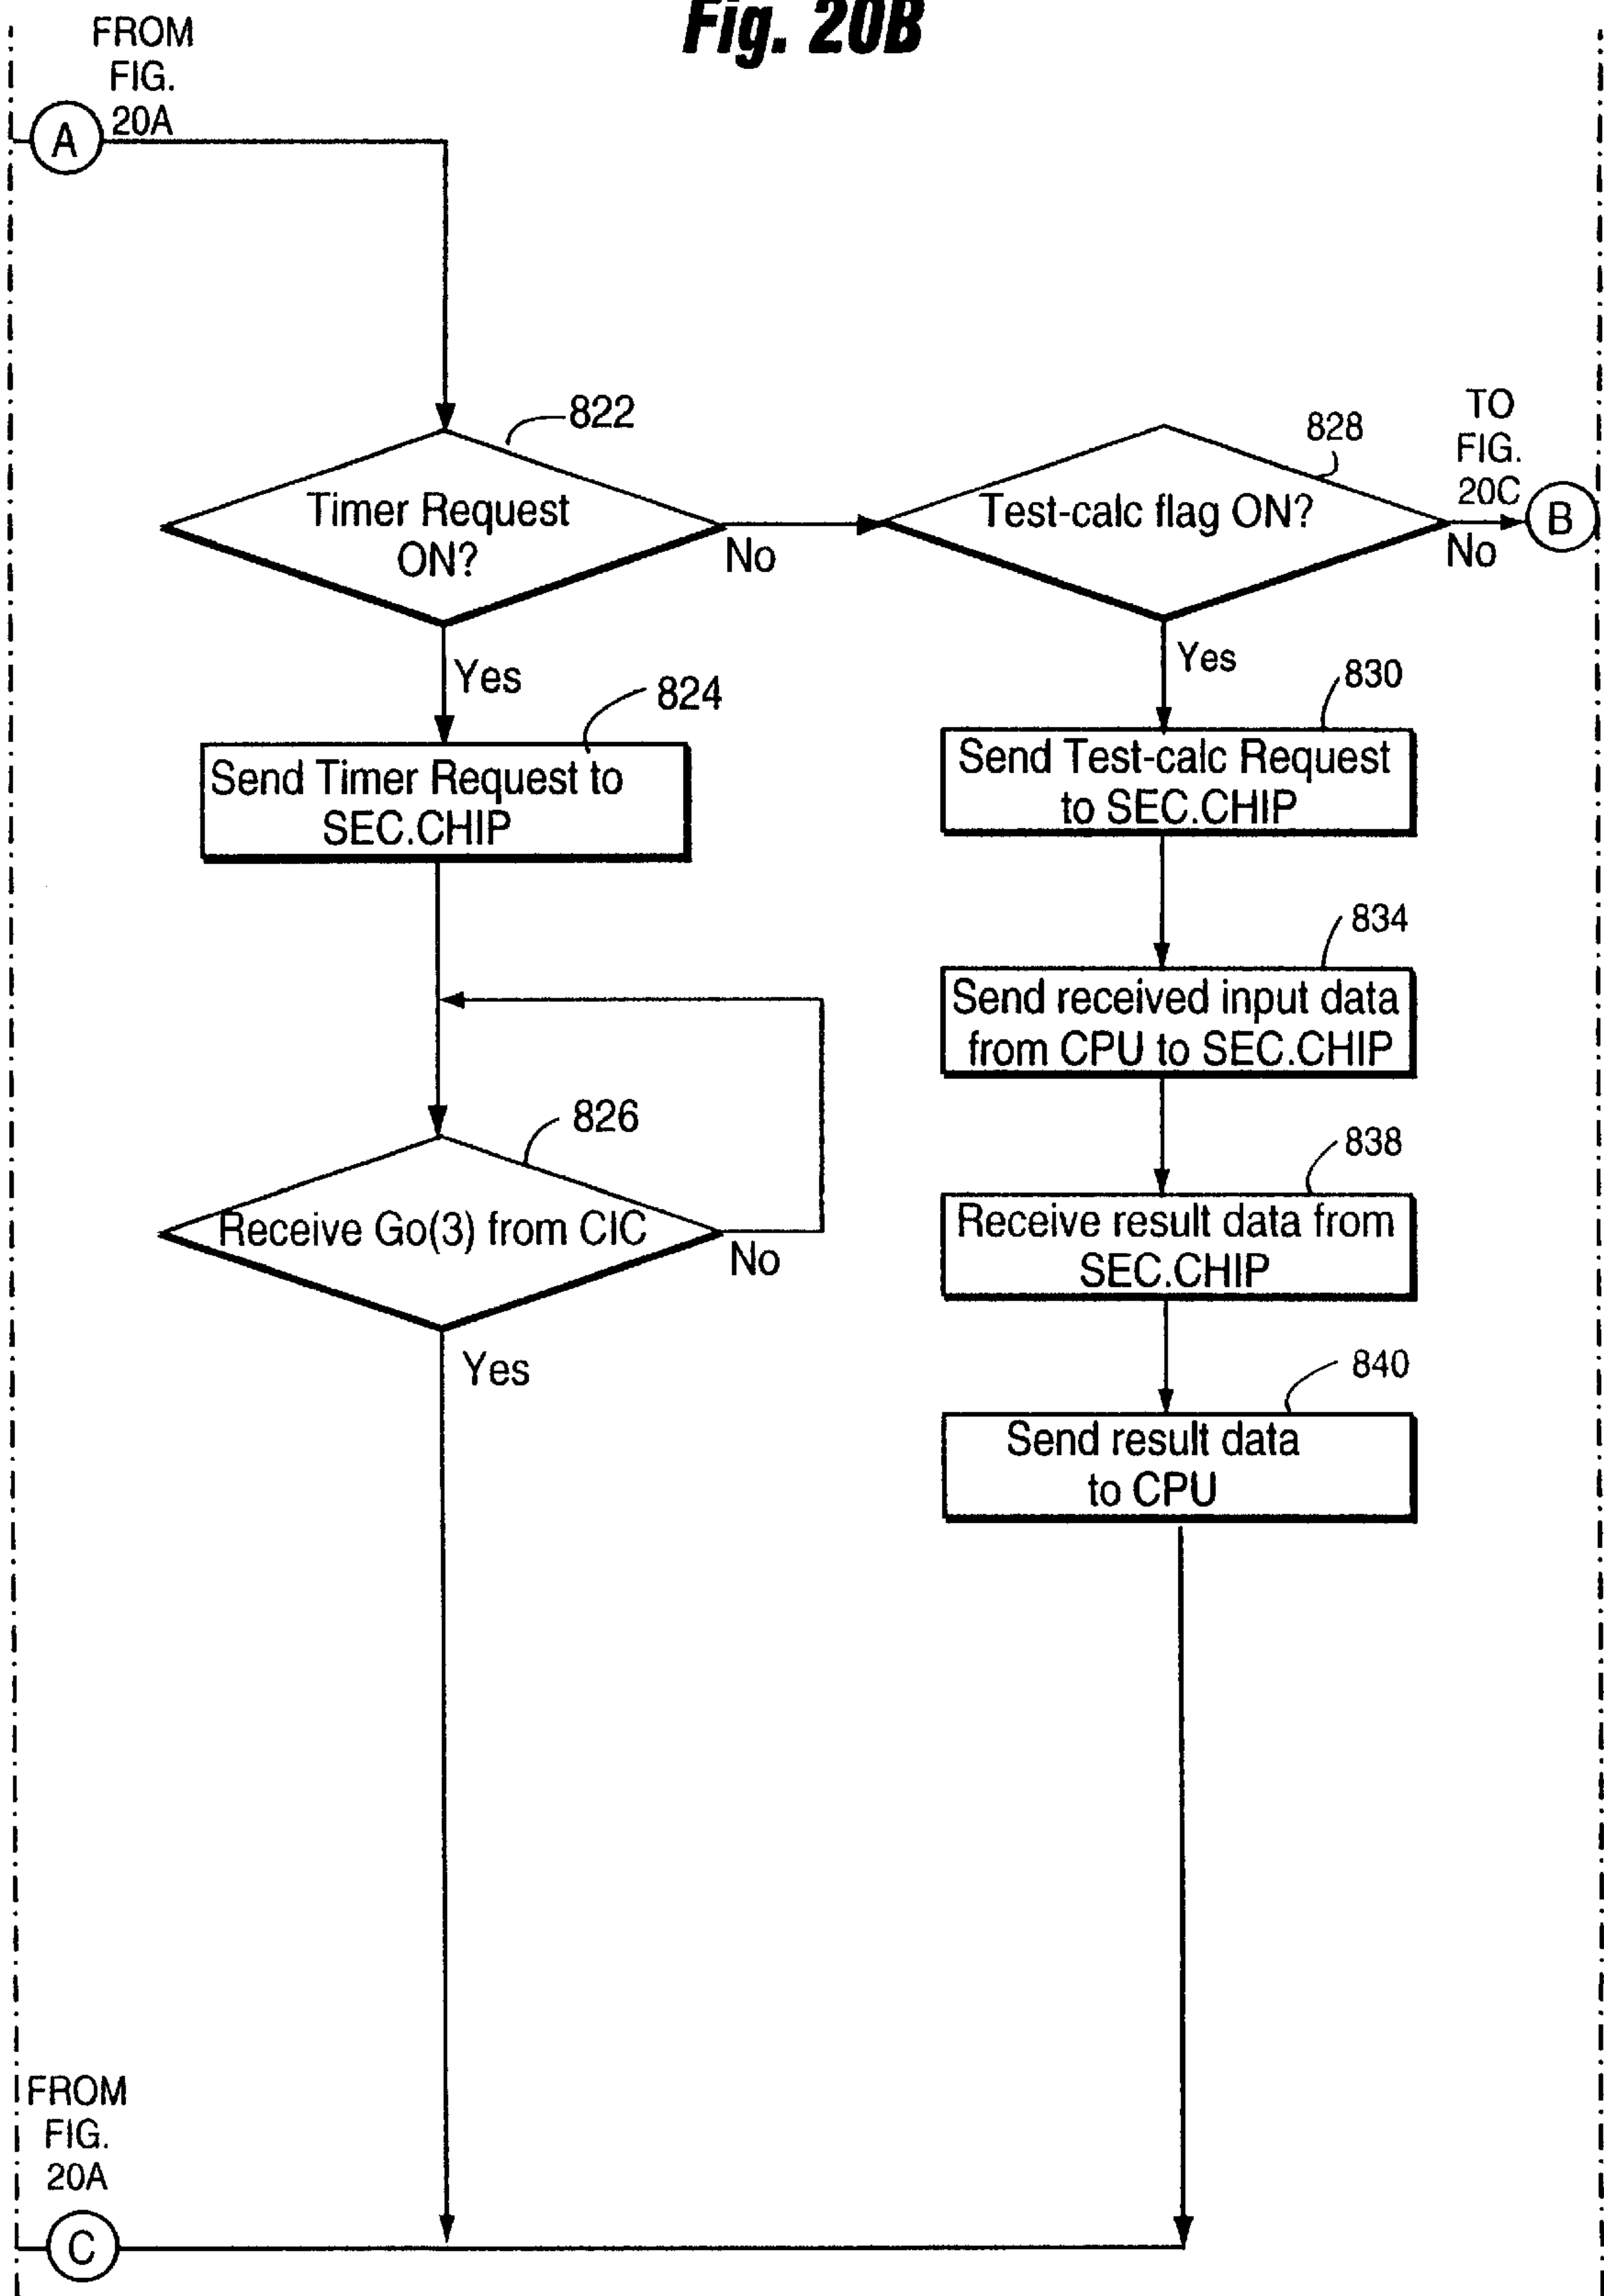 Fig. 20B
FROM
FIG.
20A
A
822
Timer Request
ON?
No
Yes
828
Test-calc flag ON?
No
Yes
TO
FIG.
20C
B
824
Send Timer Request to
SEC.CHIP
830
Send Test-calc Request
to SEC.CHIP
834
Send received input data
from CPU to SEC.CHIP
826
Receive Go(3) from CIC
No
Yes
838
Receive result data from
SEC.CHIP
840
Send result data
to CPU
FROM
FIG.
20A
C